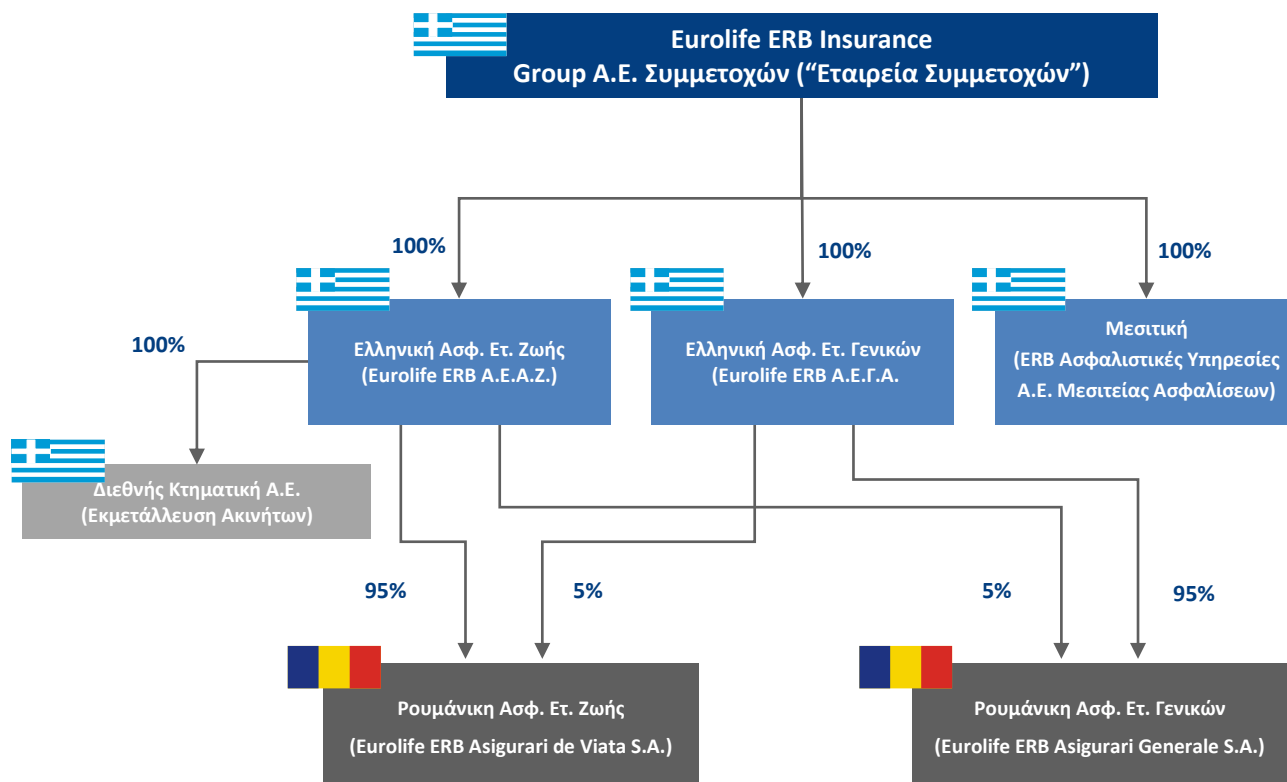 Eurolife ERB Insurance
Group Α.Ε. Συμμετοχών (“Εταιρεία Συμμετοχών”)
100%
100%
100%
Ελληνική Ασφ. Ετ. Ζωής
(Eurolife ERB Α.Ε.Α.Ζ.)
Ελληνική Ασφ. Ετ. Γενικών
(Eurolife ERB Α.Ε.Γ.Α.
Μεσιτική
(ERB Ασφαλιστικές Υπηρεσίες
Α.Ε. Μεσιτείας Ασφαλίσεων)
100%
Διεθνής Κτηματική Α.Ε.
(Εκμετάλλευση Ακινήτων)
95%
5%
5%
95%
Ρουμάνικη Ασφ. Ετ. Ζωής
(Eurolife ERB Asigurari de Viata S.A.)
Ρουμάνικη Ασφ. Ετ. Γενικών
(Eurolife ERB Asigurari Generale S.A.)